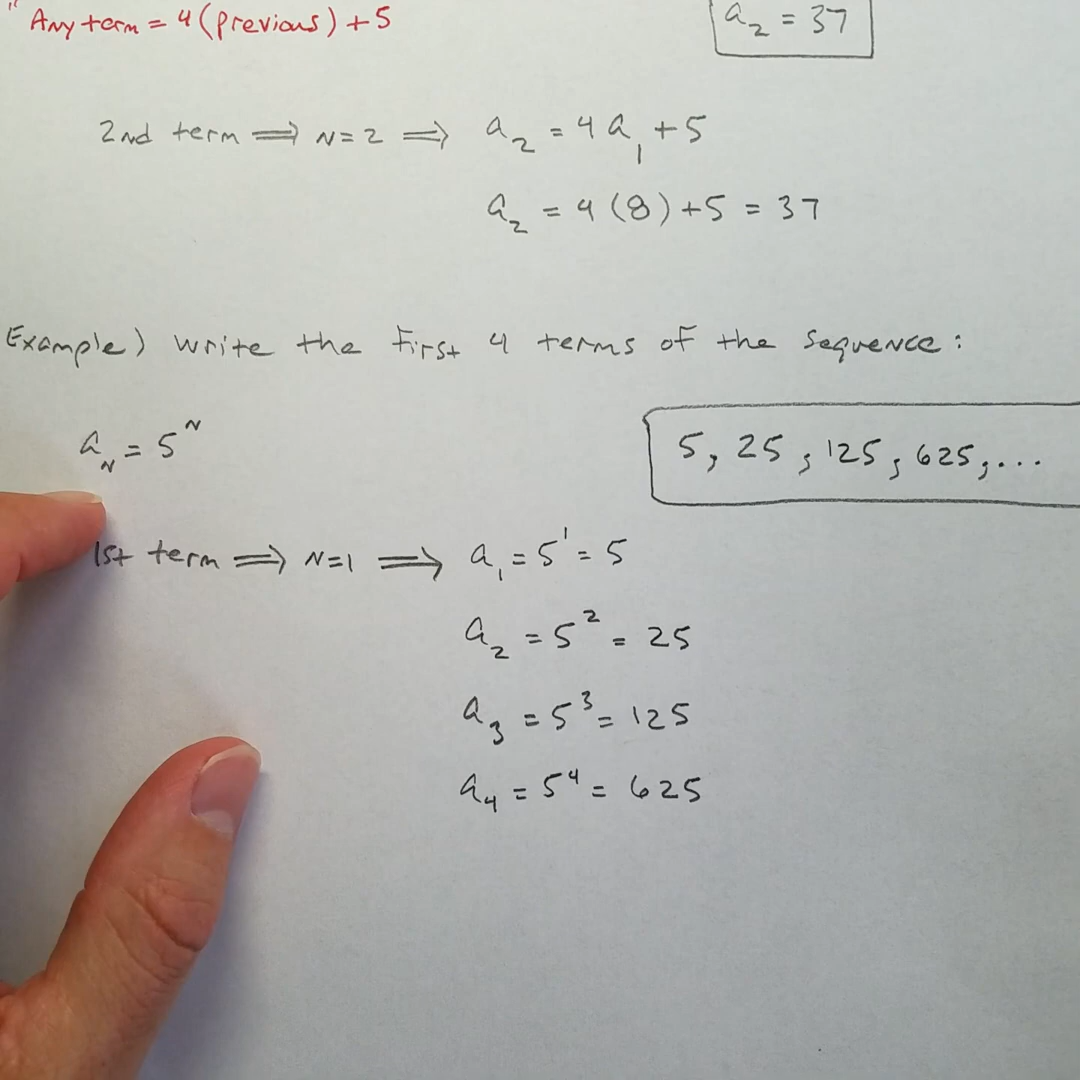 " Any term = 4 (previous) + 5
a₂ = 37
2nd term ⟹ N=2 ⟹ a₂ = 4a₁ + 5
a₂ = 4 (8) + 5 = 37
Example) write the First 4 terms of the sequence:
a_N = 5^N
5, 25, 125, 625, ...
1st term ⟹ N=1 ⟹ a₁ = 5¹ = 5
a₂ = 5² = 25
a₃ = 5³ = 125
a₄ = 5⁴ = 625